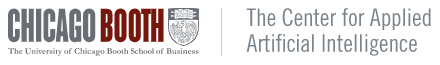 CHICAGO BOOTH
The University of Chicago Booth School of Business
The Center for Applied
Artificial Intelligence